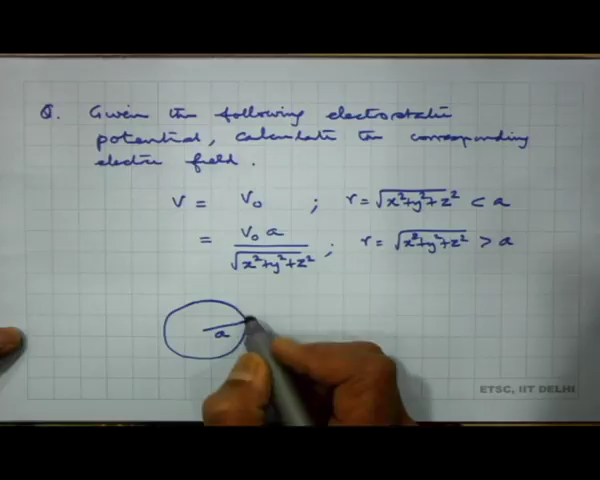 Q. Given the following electrostatic
potential, calculate the corresponding
electric field.
V = V₀ ; r = √x²+y²+z² < a
= V₀ a / √x²+y²+z² ; r = √x²+y²+z² > a
a
ETSC, IIT DELHI